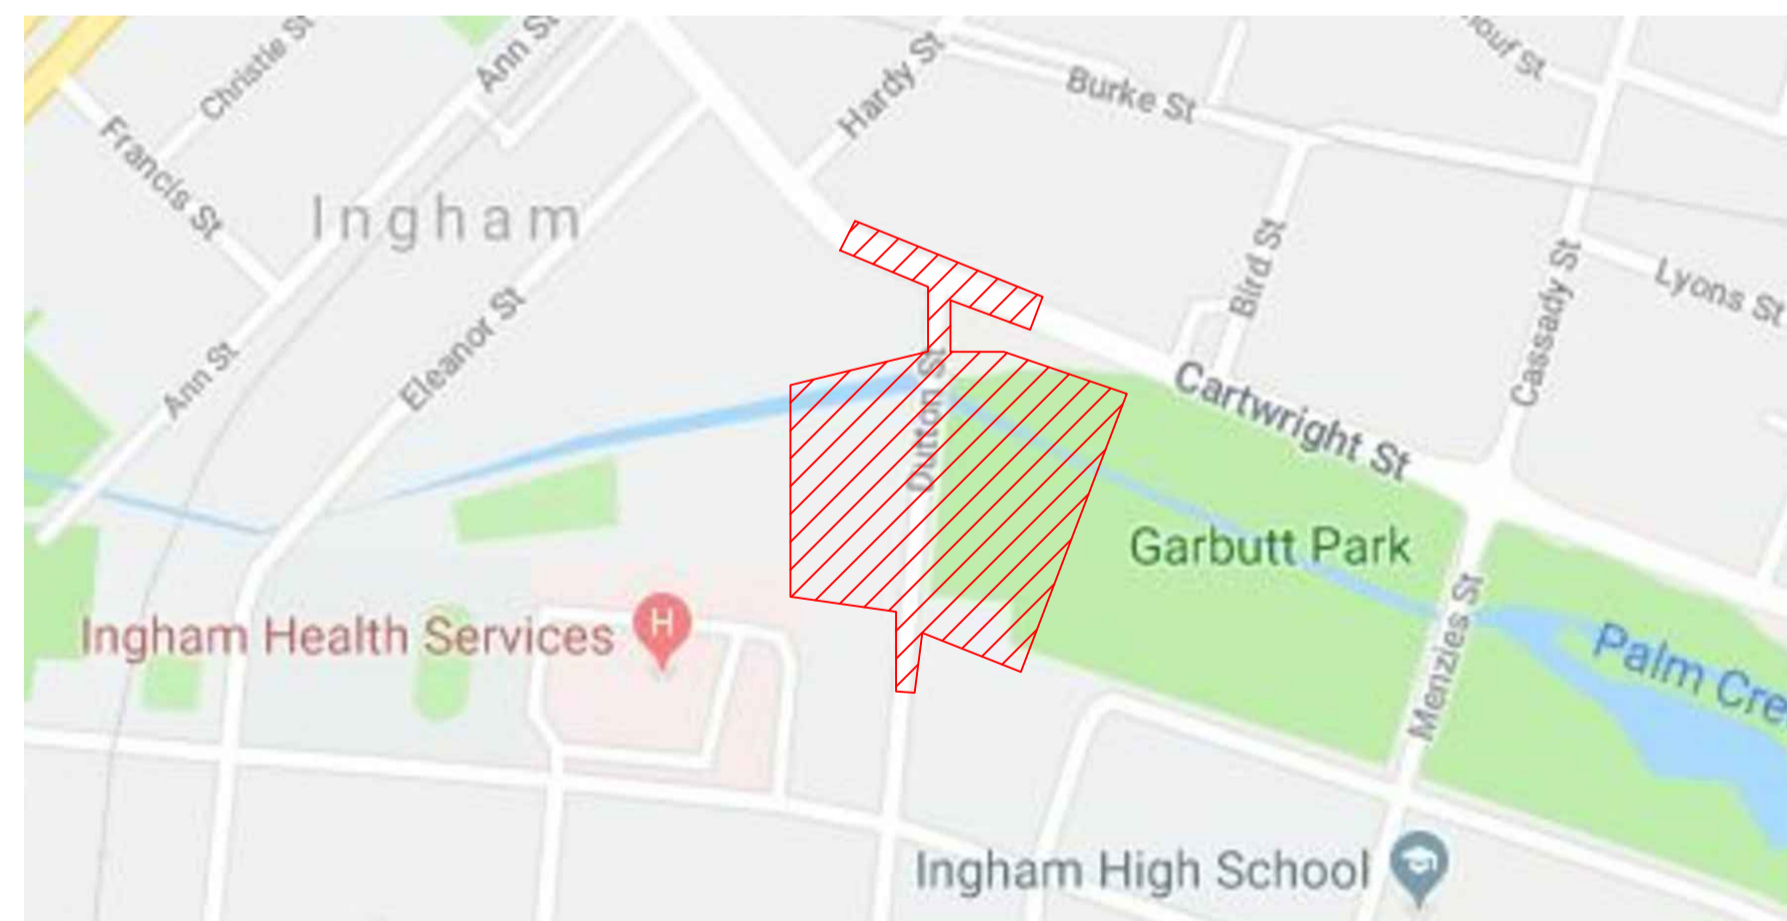 Christie St
Ann St
Hardy St
Burke St
Francis St
Ingham
Bird St
Cassady St
Lyons St
Ann St
Eleanor St
Dutton St
Cartwright St
Garbutt Park
Ingham Health Services
H
Menzies St
Palm Cre
Ingham High School